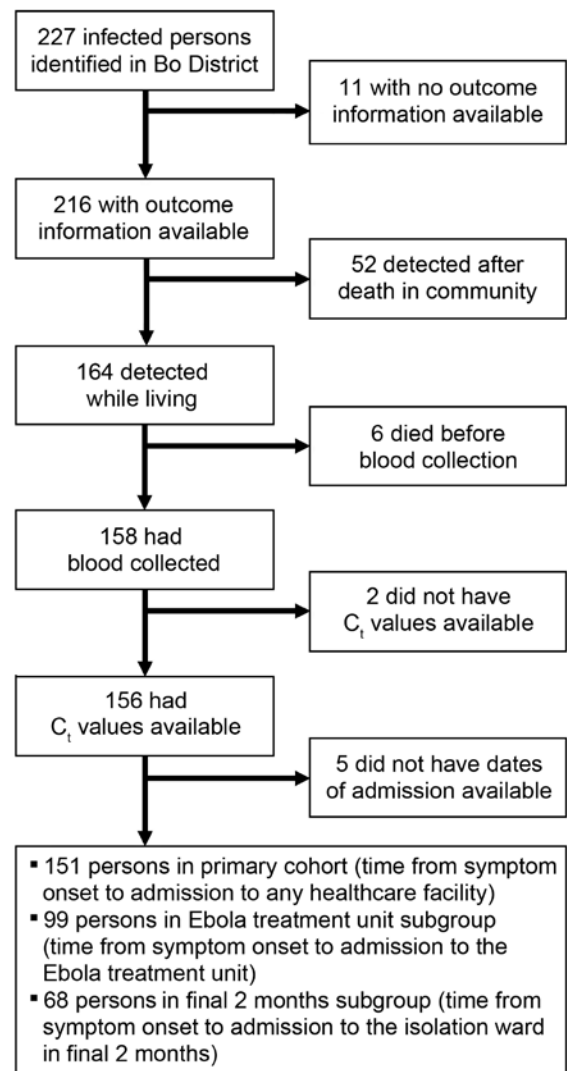 227 infected persons
identified in Bo District
11 with no outcome
information available
216 with outcome
information available
52 detected after
death in community
164 detected
while living
6 died before
blood collection
158 had
blood collected
2 did not have
Ct values available
156 had
Ct values available
5 did not have dates
of admission available
▪ 151 persons in primary cohort (time from symptom
onset to admission to any healthcare facility)
▪ 99 persons in Ebola treatment unit subgroup
(time from symptom onset to admission to the
Ebola treatment unit)
▪ 68 persons in final 2 months subgroup (time from
symptom onset to admission to the isolation ward
in final 2 months)